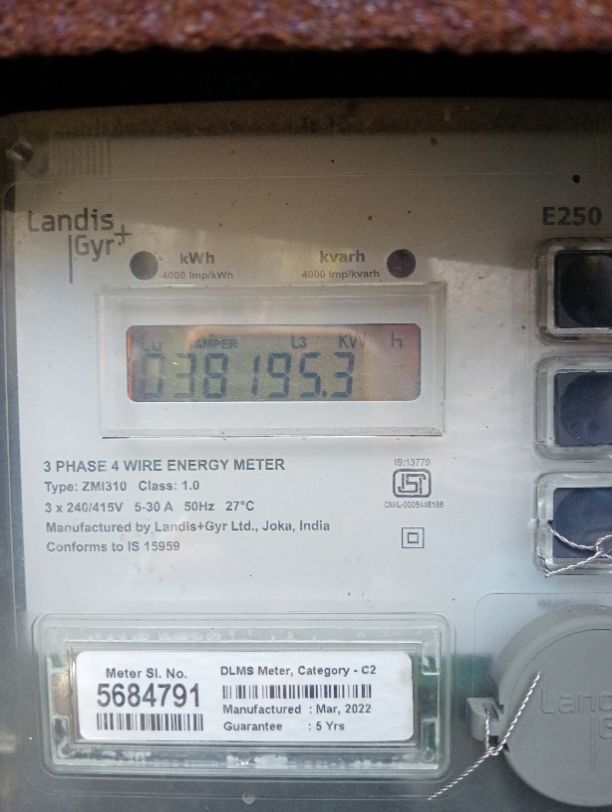 Landis
Gyr+
E250
kWh
4000 Imp/kWh
kvarh
4000 Imp/kvarh
TAMPER L3 KW h
038195.3
3 PHASE 4 WIRE ENERGY METER
Type: ZMI310 Class: 1.0
3 x 240/415V 5-30 A 50Hz 27°C
Manufactured by Landis+Gyr Ltd., Joka, India
Conforms to IS 15959
IS:13779
ISI
Meter Sl. No.
5684791
DLMS Meter, Category - C2
Manufactured : Mar, 2022
Guarantee : 5 Yrs